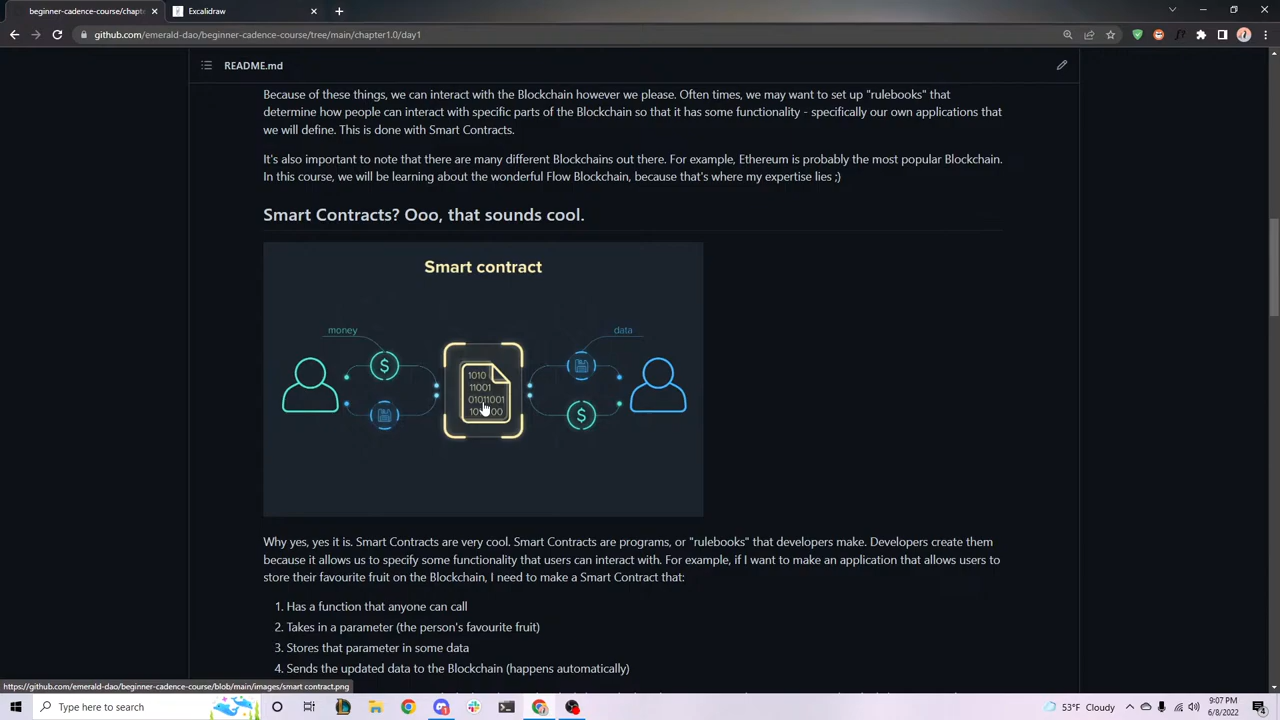 beginner-cadence-course/chapte
Excalidraw
github.com/emerald-dao/beginner-cadence-course/tree/main/chapter1.0/day1
README.md
Because of these things, we can interact with the Blockchain however we please. Often times, we may want to set up "rulebooks" that
determine how people can interact with specific parts of the Blockchain so that it has some functionality - specifically our own applications that
we will define. This is done with Smart Contracts.
It's also important to note that there are many different Blockchains out there. For example, Ethereum is probably the most popular Blockchain.
In this course, we will be learning about the wonderful Flow Blockchain, because that's where my expertise lies ;)
Smart Contracts? Ooo, that sounds cool.
Smart contract
money
data
1010
11001
01011001
Why yes, yes it is. Smart Contracts are very cool. Smart Contracts are programs, or "rulebooks" that developers make. Developers create them
because it allows us to specify some functionality that users can interact with. For example, if I want to make an application that allows users to
store their favourite fruit on the Blockchain, I need to make a Smart Contract that:
1. Has a function that anyone can call
2. Takes in a parameter (the person's favourite fruit)
3. Stores that parameter in some data
4. Sends the updated data to the Blockchain (happens automatically)
https://github.com/emerald-dao/beginner-cadence-course/blob/main/images/smart contract.png
Type here to search
53°F Cloudy
9:07 PM
6/8/2022
4